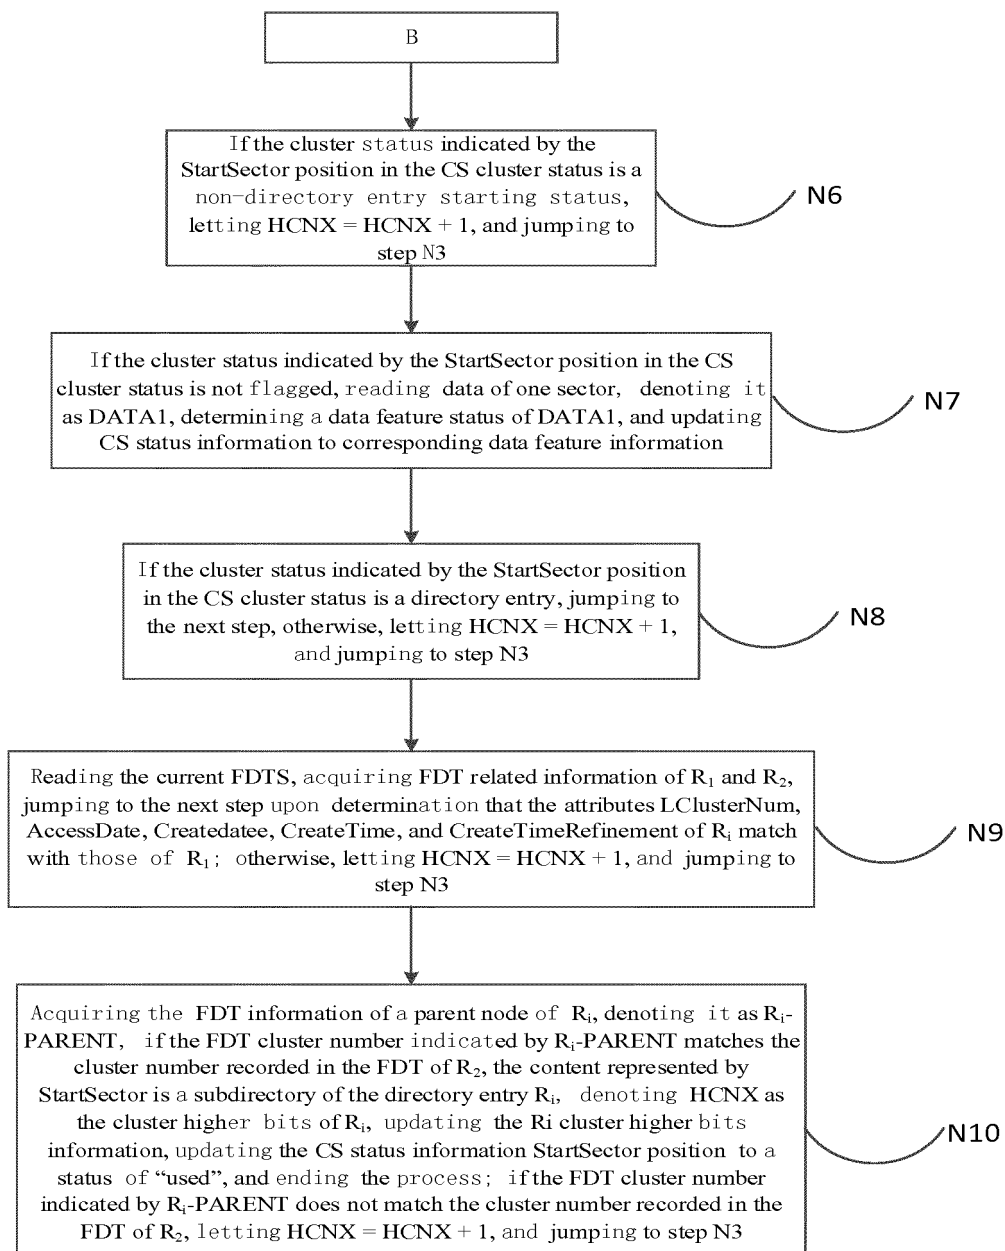 B
If the cluster status indicated by the
StartSector position in the CS cluster status is a
non-directory entry starting status,
letting HCNX = HCNX + 1, and jumping to
step N3
N6
If the cluster status indicated by the StartSector position in the CS
cluster status is not flagged, reading data of one sector, denoting it
as DATA1, determining a data feature status of DATA1, and updating
CS status information to corresponding data feature information
N7
If the cluster status indicated by the StartSector position
in the CS cluster status is a directory entry, jumping to
the next step, otherwise, letting HCNX = HCNX + 1,
and jumping to step N3
N8
Reading the current FDTS, acquiring FDT related information of R₁ and R₂,
jumping to the next step upon determination that the attributes LClusterNum,
AccessDate, Createdatee, CreateTime, and CreateTimeRefinement of Rᵢ match
with those of R₁; otherwise, letting HCNX = HCNX + 1, and jumping to
step N3
N9
Acquiring the FDT information of a parent node of Rᵢ, denoting it as Rᵢ-
PARENT, if the FDT cluster number indicated by Rᵢ-PARENT matches the
cluster number recorded in the FDT of R₂, the content represented by
StartSector is a subdirectory of the directory entry Rᵢ, denoting HCNX as
the cluster higher bits of Rᵢ, updating the Ri cluster higher bits
information, updating the CS status information StartSector position to a
status of “used”, and ending the process; if the FDT cluster number
indicated by Rᵢ-PARENT does not match the cluster number recorded in the
FDT of R₂, letting HCNX = HCNX + 1, and jumping to step N3
N10